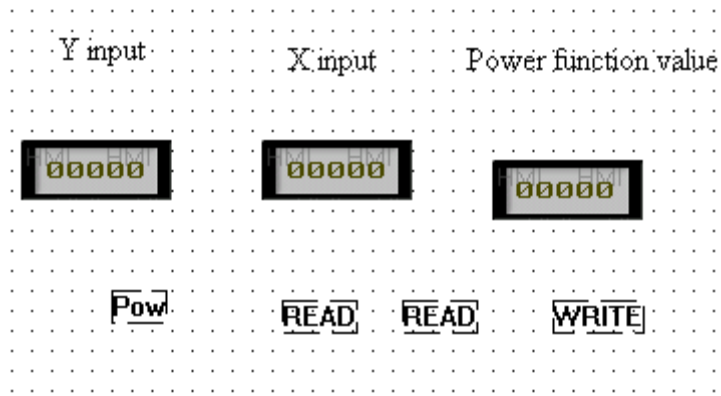 Y input
X input
Power function value
HMI HMI
00000
HMI HMI
00000
HMI HMI
00000
Pow
READ
READ
WRITE